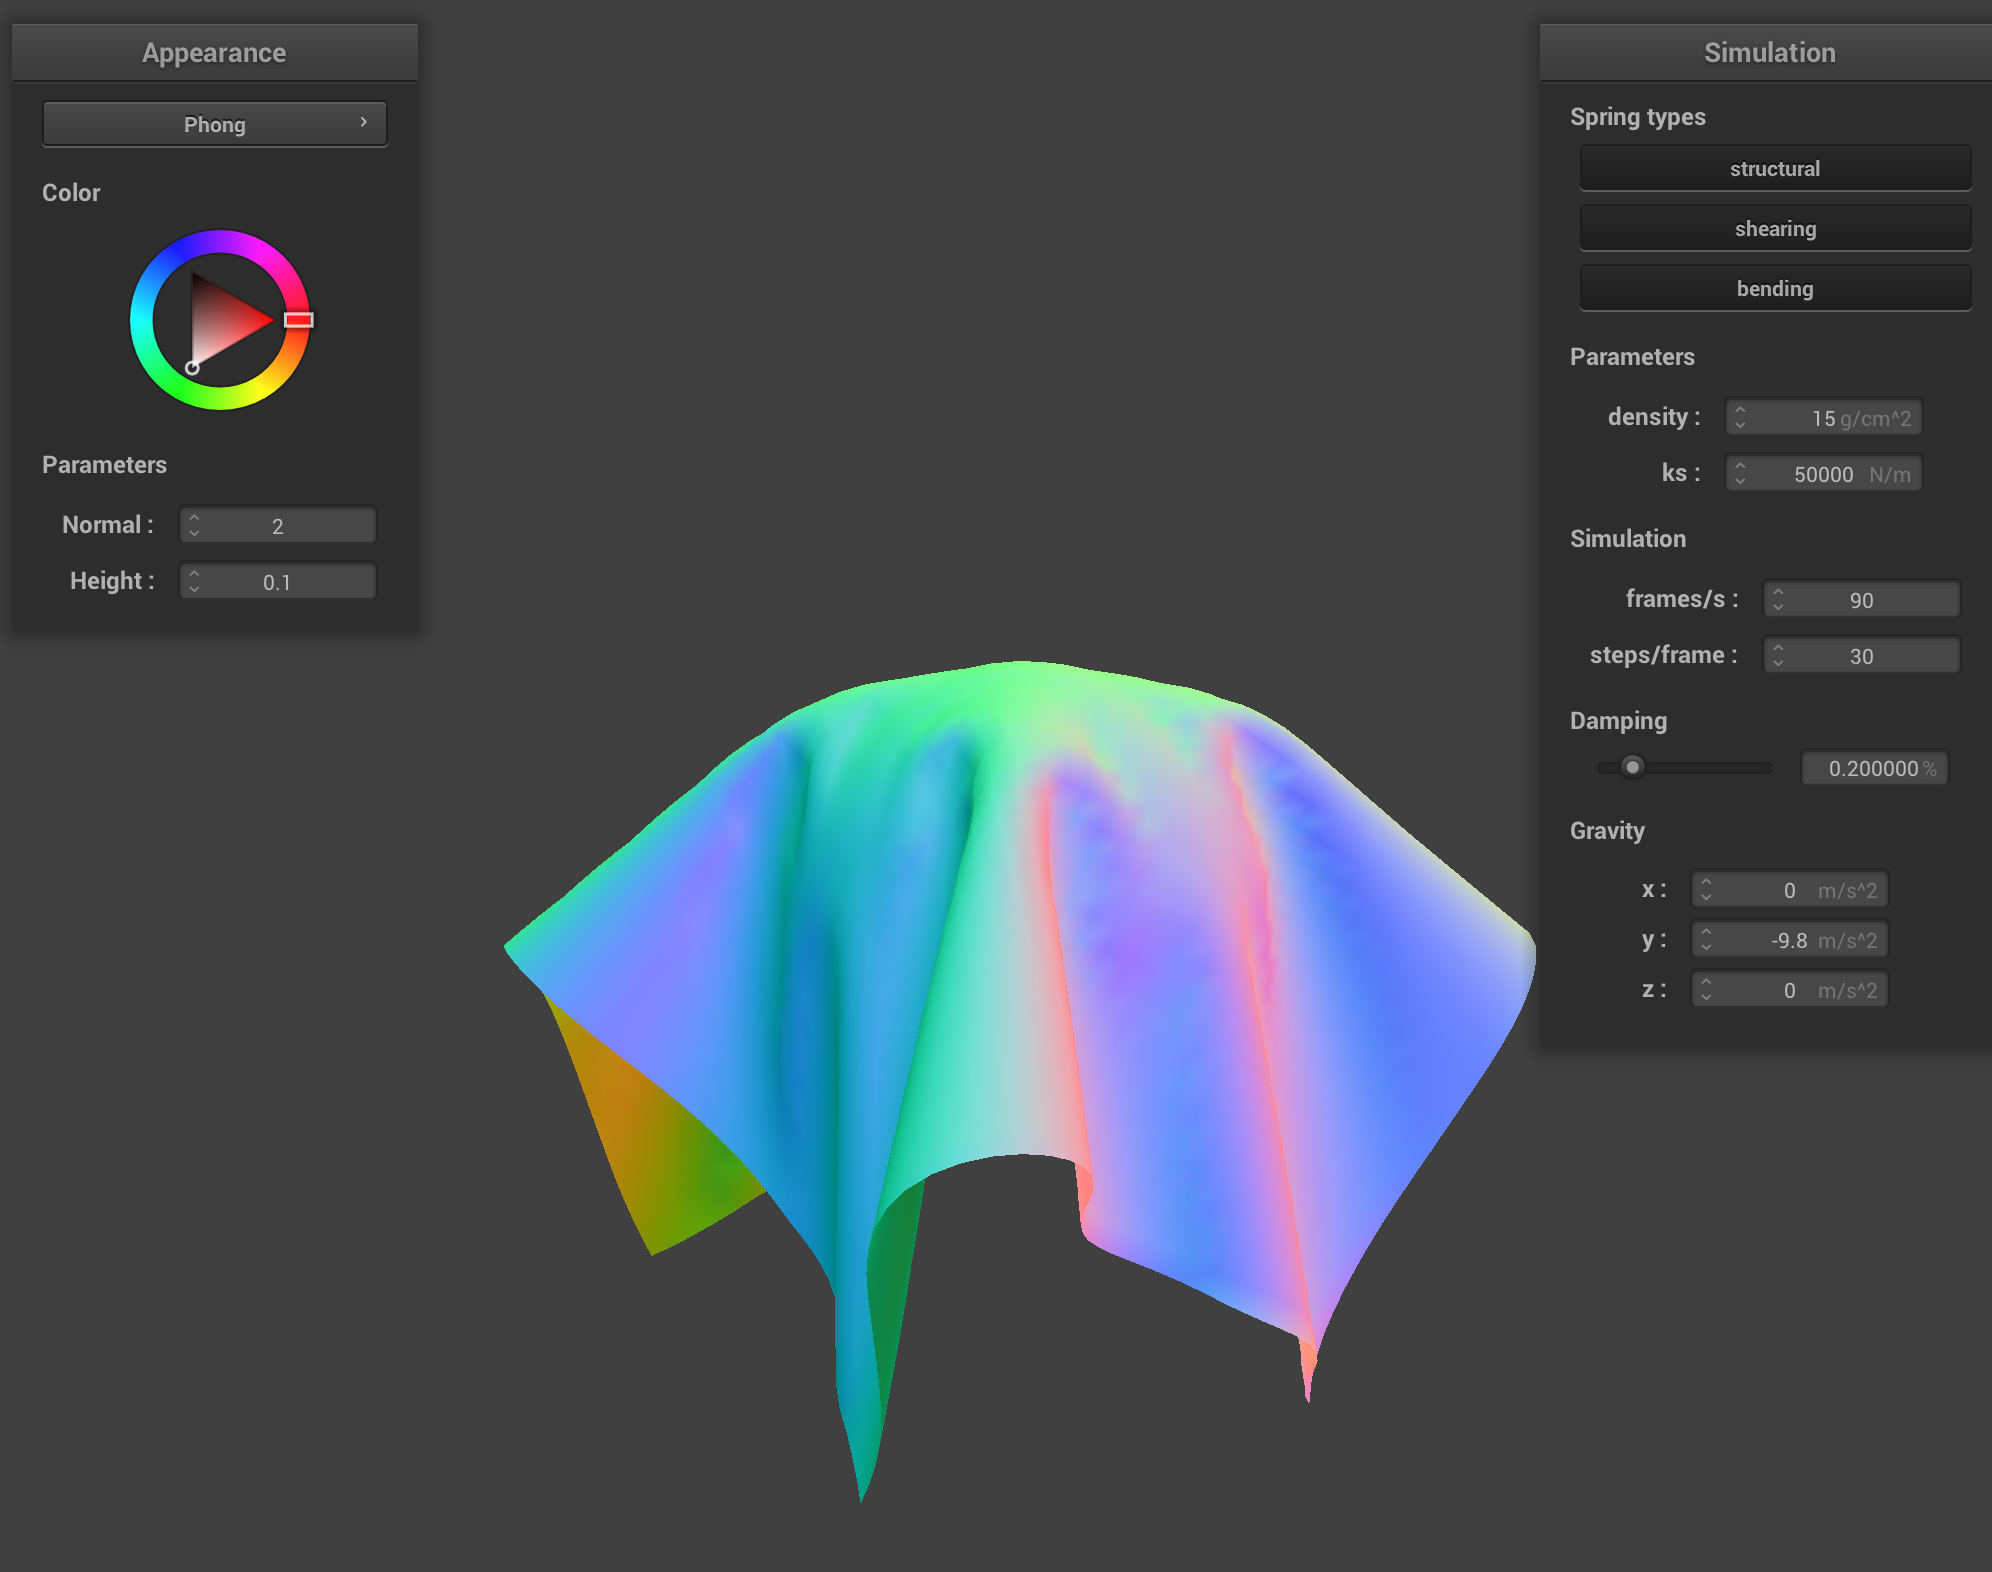 Appearance
Phong
Color
Parameters
Normal : 2
Height : 0.1
Simulation
Spring types
structural
shearing
bending
Parameters
density : 15 g/cm^2
ks : 50000 N/m
Simulation
frames/s : 90
steps/frame : 30
Damping
0.200000 %
Gravity
x : 0 m/s^2
y : -9.8 m/s^2
z : 0 m/s^2